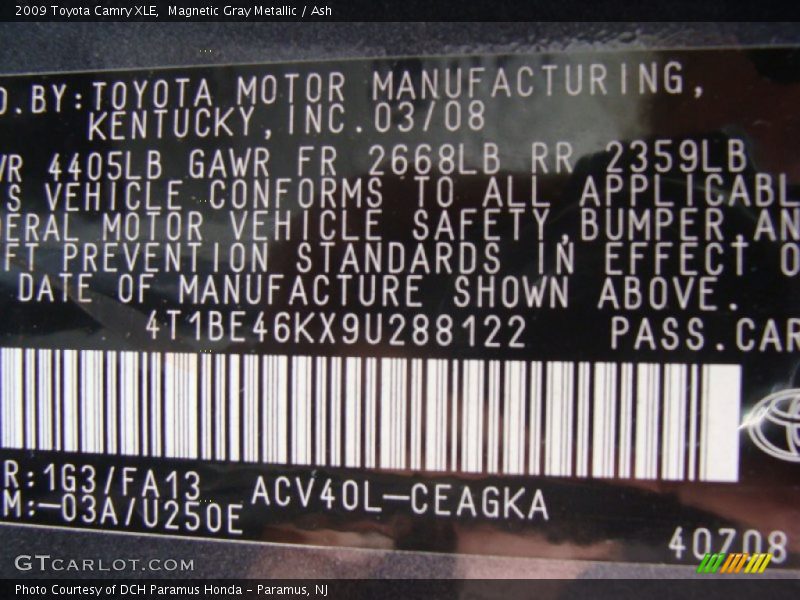 2009 Toyota Camry XLE,  Magnetic Gray Metallic / Ash
D.BY:TOYOTA MOTOR MANUFACTURING,
KENTUCKY,INC.03/08
WR 4405LB GAWR FR 2668LB RR 2359LB
S VEHICLE CONFORMS TO ALL APPLICABL
DERAL MOTOR VEHICLE SAFETY,BUMPER,AN
FT PREVENTION STANDARDS IN EFFECT O
DATE OF MANUFACTURE SHOWN ABOVE.
4T1BE46KX9U288122 PASS.CAR
R:1G3/FA13 ACV40L-CEAGKA
M:-03A/U250E
40708
GTCARLOT.COM
Photo Courtesy of DCH Paramus Honda - Paramus, NJ